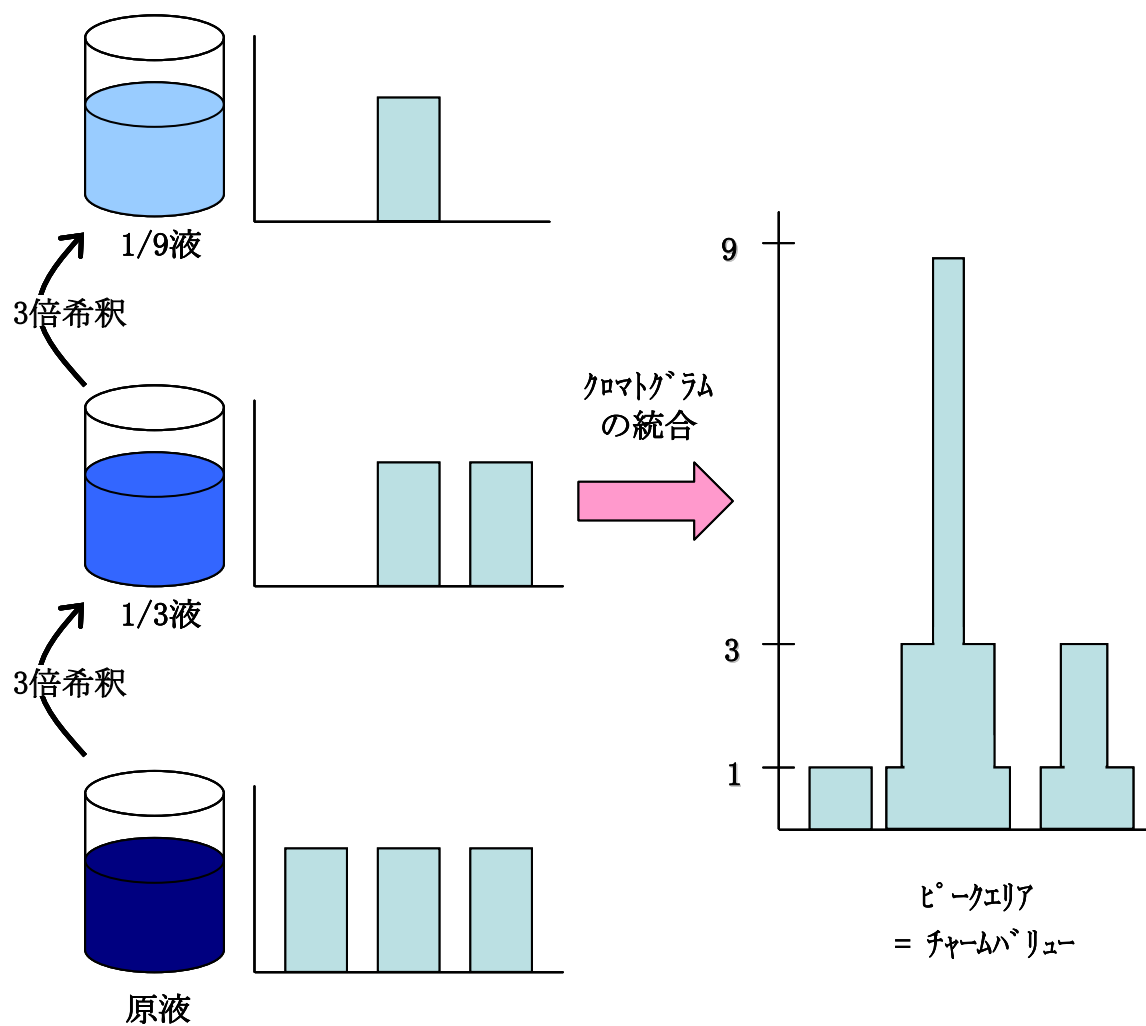 1/9液
3倍希釈
1/3液
3倍希釈
原液
ｸﾛﾏﾄｸﾞﾗﾑ
の統合
9
3
1
ﾋﾟｰｸｴﾘｱ
= ﾁｬｰﾑﾊﾞﾘｭｰ